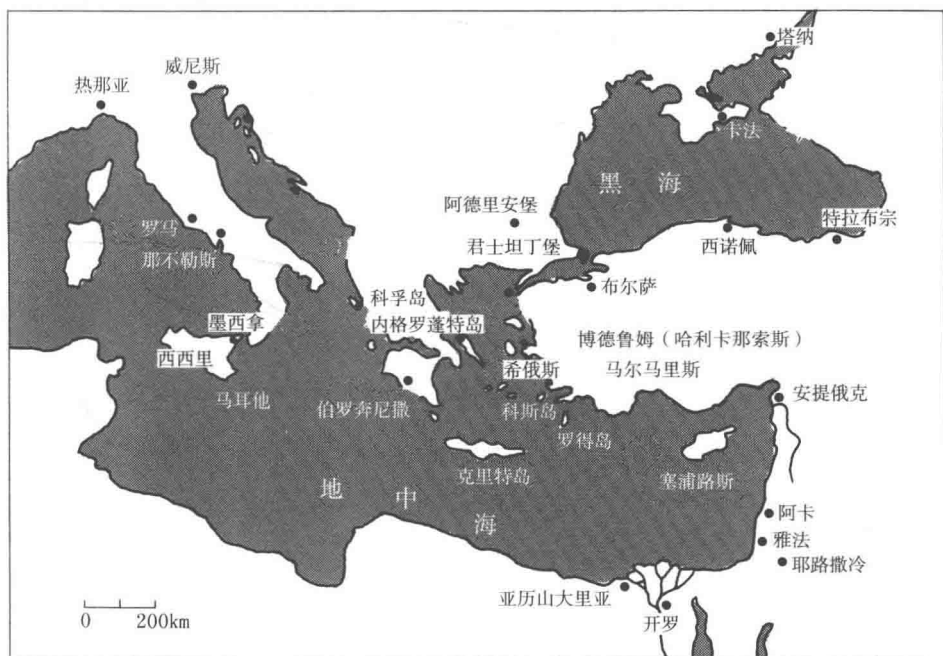 塔纳
威尼斯
热那亚
卡法
黑海
阿德里安堡
特拉布宗
罗马
君士坦丁堡
西诺佩
那不勒斯
布尔萨
科孚岛
墨西拿
内格罗蓬特岛
博德鲁姆（哈利卡那索斯）
西西里
希俄斯
马尔马里斯
安提俄克
马耳他
伯罗奔尼撒
科斯岛
罗得岛
克里特岛
塞浦路斯
地中海
阿卡
雅法
耶路撒冷
亚历山大里亚
0 200km
开罗